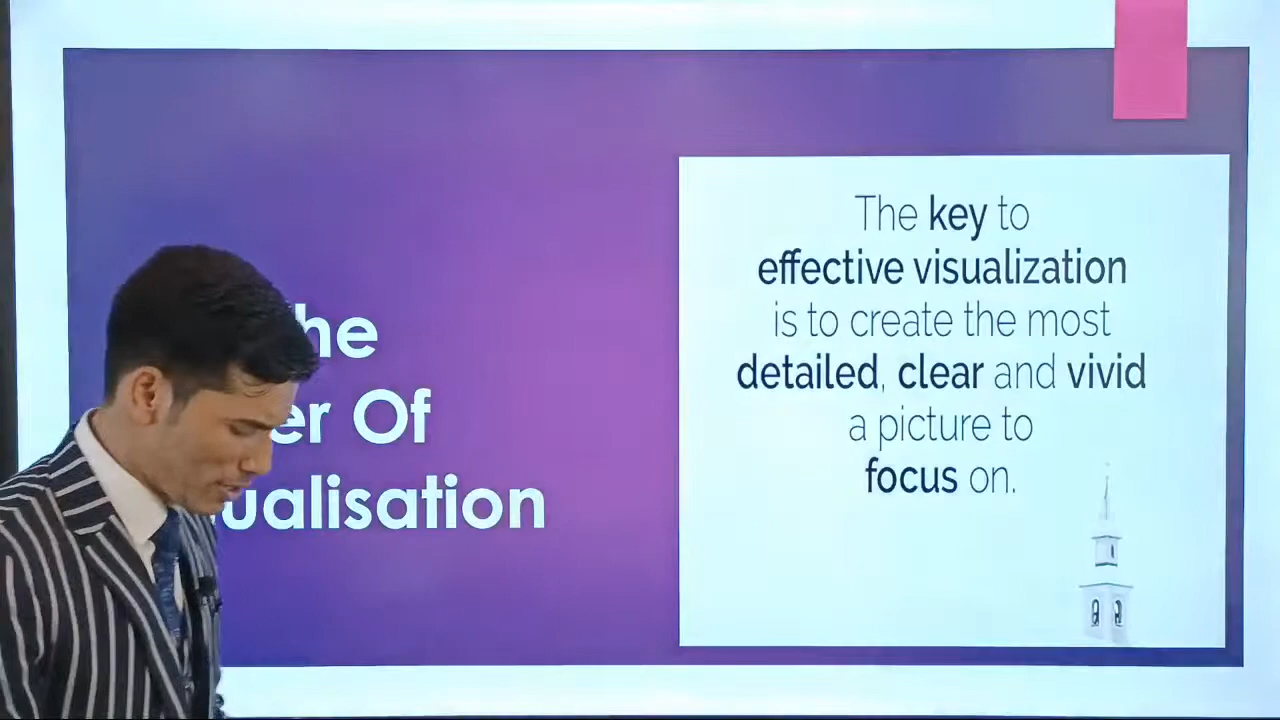 he
er Of
ualisation
The key to
effective visualization
is to create the most
detailed, clear and vivid
a picture to
focus on.